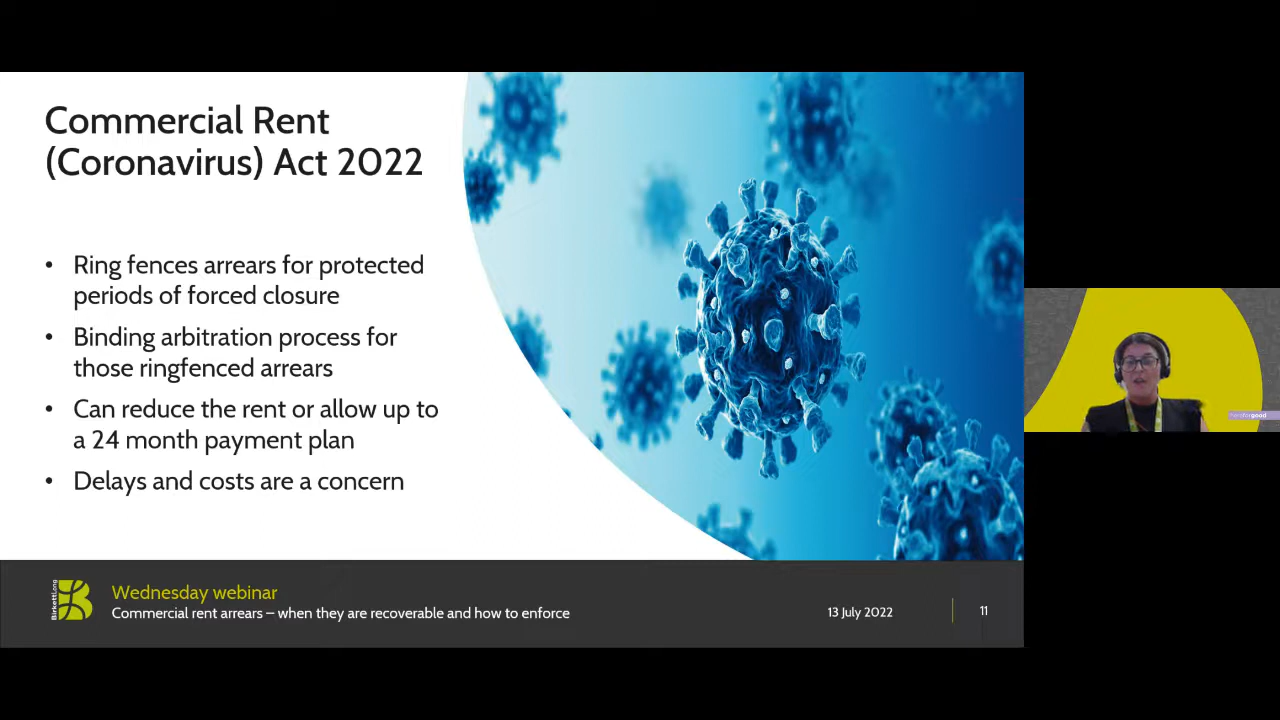 Commercial Rent
(Coronavirus) Act 2022
• Ring fences arrears for protected
periods of forced closure
• Binding arbitration process for
those ringfenced arrears
• Can reduce the rent or allow up to
a 24 month payment plan
• Delays and costs are a concern
BirkettLong
Wednesday webinar
Commercial rent arrears – when they are recoverable and how to enforce
13 July 2022
11